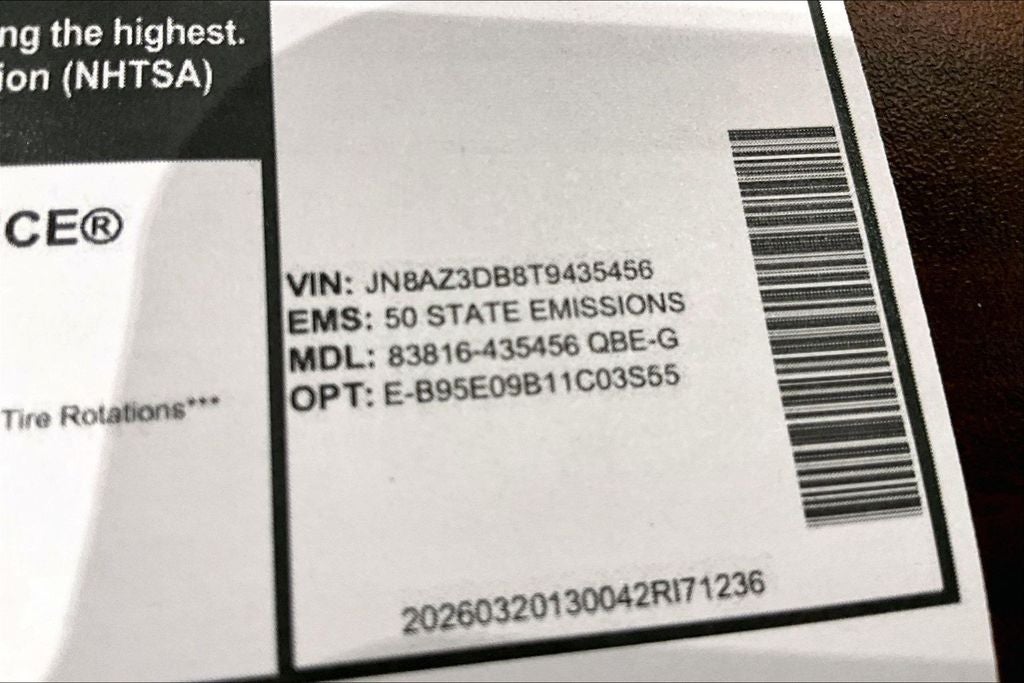 ng the highest.
ion (NHTSA)
CE®
Tire Rotations***
VIN: JN8AZ3DB8T9435456
EMS: 50 STATE EMISSIONS
MDL: 83816-435456 QBE-G
OPT: E-B95E09B11C03S65
20260320130042RI71236